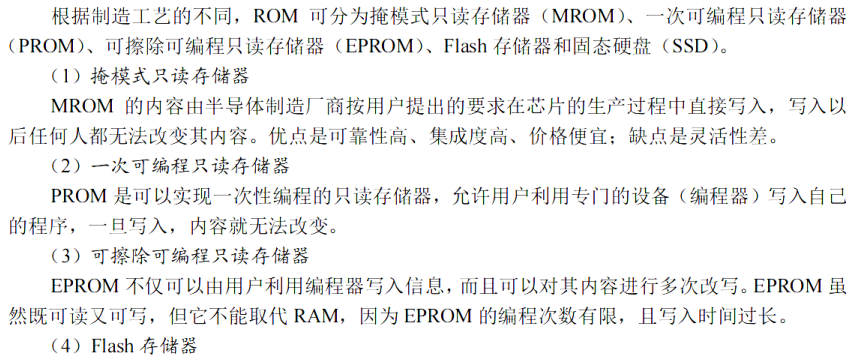 根据制造工艺的不同，ROM 可分为掩模式只读存储器（MROM）、一次可编程只读存储器
（PROM）、可擦除可编程只读存储器（EPROM）、Flash 存储器和固态硬盘（SSD）。
（1）掩模式只读存储器
MROM 的内容由半导体制造厂商按用户提出的要求在芯片的生产过程中直接写入，写入以
后任何人都无法改变其内容。优点是可靠性高、集成度高、价格便宜；缺点是灵活性差。
（2）一次可编程只读存储器
PROM 是可以实现一次性编程的只读存储器，允许用户利用专门的设备（编程器）写入自己
的程序，一旦写入，内容就无法改变。
（3）可擦除可编程只读存储器
EPROM 不仅可以由用户利用编程器写入信息，而且可以对其内容进行多次改写。EPROM 虽
然既可读又可写，但它不能取代 RAM，因为 EPROM 的编程次数有限，且写入时间过长。
（4）Flash 存储器